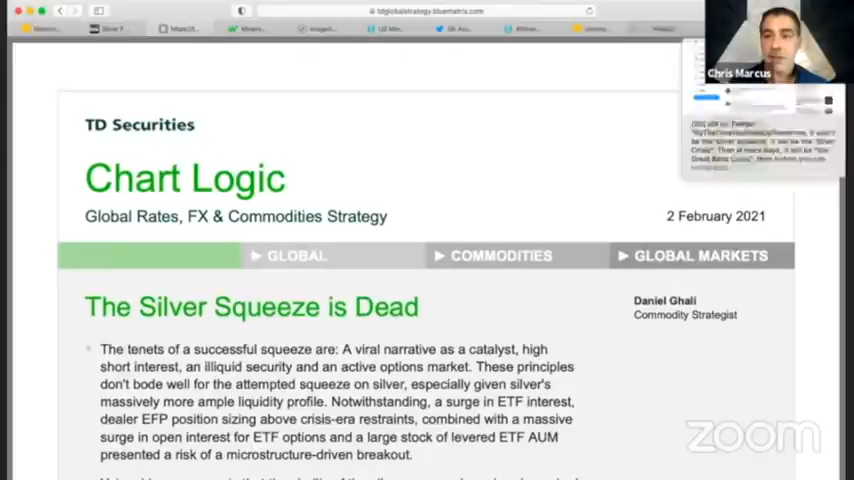 tdglobalstrategy.bluematrix.com
Chris Marcus
TD Securities
Chart Logic
Global Rates, FX & Commodities Strategy
2 February 2021
▶ GLOBAL ▶ COMMODITIES ▶ GLOBAL MARKETS
The Silver Squeeze is Dead
Daniel Ghali
Commodity Strategist
The tenets of a successful squeeze are: A viral narrative as a catalyst, high
short interest, an illiquid security and an active options market. These principles
don't bode well for the attempted squeeze on silver, especially given silver's
massively more ample liquidity profile. Notwithstanding, a surge in ETF interest,
dealer EFP position sizing above crisis-era restraints, combined with a massive
surge in open interest for ETF options and a large stock of levered ETF AUM
presented a risk of a microstructure-driven breakout.
zoom